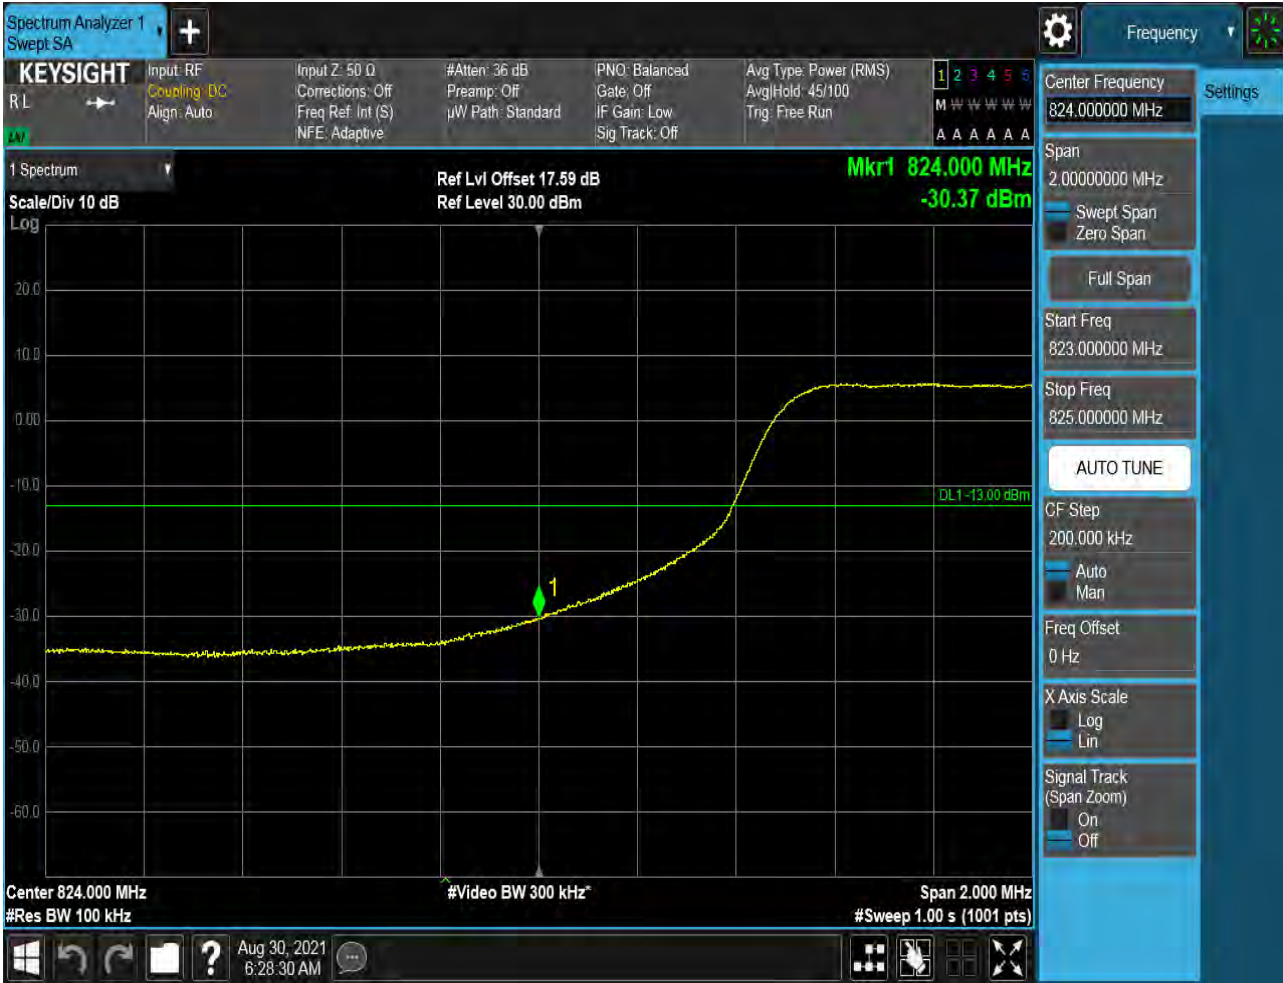 Spectrum Analyzer 1
Swept SA
+
Frequency
KEYSIGHT
R L
LXI
Input: RF
Coupling: DC
Align: Auto
Input Z: 50 Ω
Corrections: Off
Freq Ref: Int (S)
NFE: Adaptive
#Atten: 36 dB
Preamp: Off
µW Path: Standard
PNO: Balanced
Gate: Off
IF Gain: Low
Sig Track: Off
Avg Type: Power (RMS)
Avg|Hold: 45/100
Trig: Free Run
1 2 3 4 5 6
M W W W W W
A A A A A A
1 Spectrum
Scale/Div 10 dB
Log
Ref Lvl Offset 17.59 dB
Ref Level 30.00 dBm
Mkr1 824.000 MHz
-30.37 dBm
20.0
10.0
0.00
-10.0
-20.0
-30.0
-40.0
-50.0
-60.0
DL1 -13.00 dBm
1
Center 824.000 MHz
#Res BW 100 kHz
#Video BW 300 kHz*
Span 2.000 MHz
#Sweep 1.00 s (1001 pts)
?
Aug 30, 2021
6:28:30 AM
Center Frequency
824.000000 MHz
Span
2.00000000 MHz
Swept Span
Zero Span
Full Span
Start Freq
823.000000 MHz
Stop Freq
825.000000 MHz
AUTO TUNE
CF Step
200.000 kHz
Auto
Man
Freq Offset
0 Hz
X Axis Scale
Log
Lin
Signal Track
(Span Zoom)
On
Off
Settings